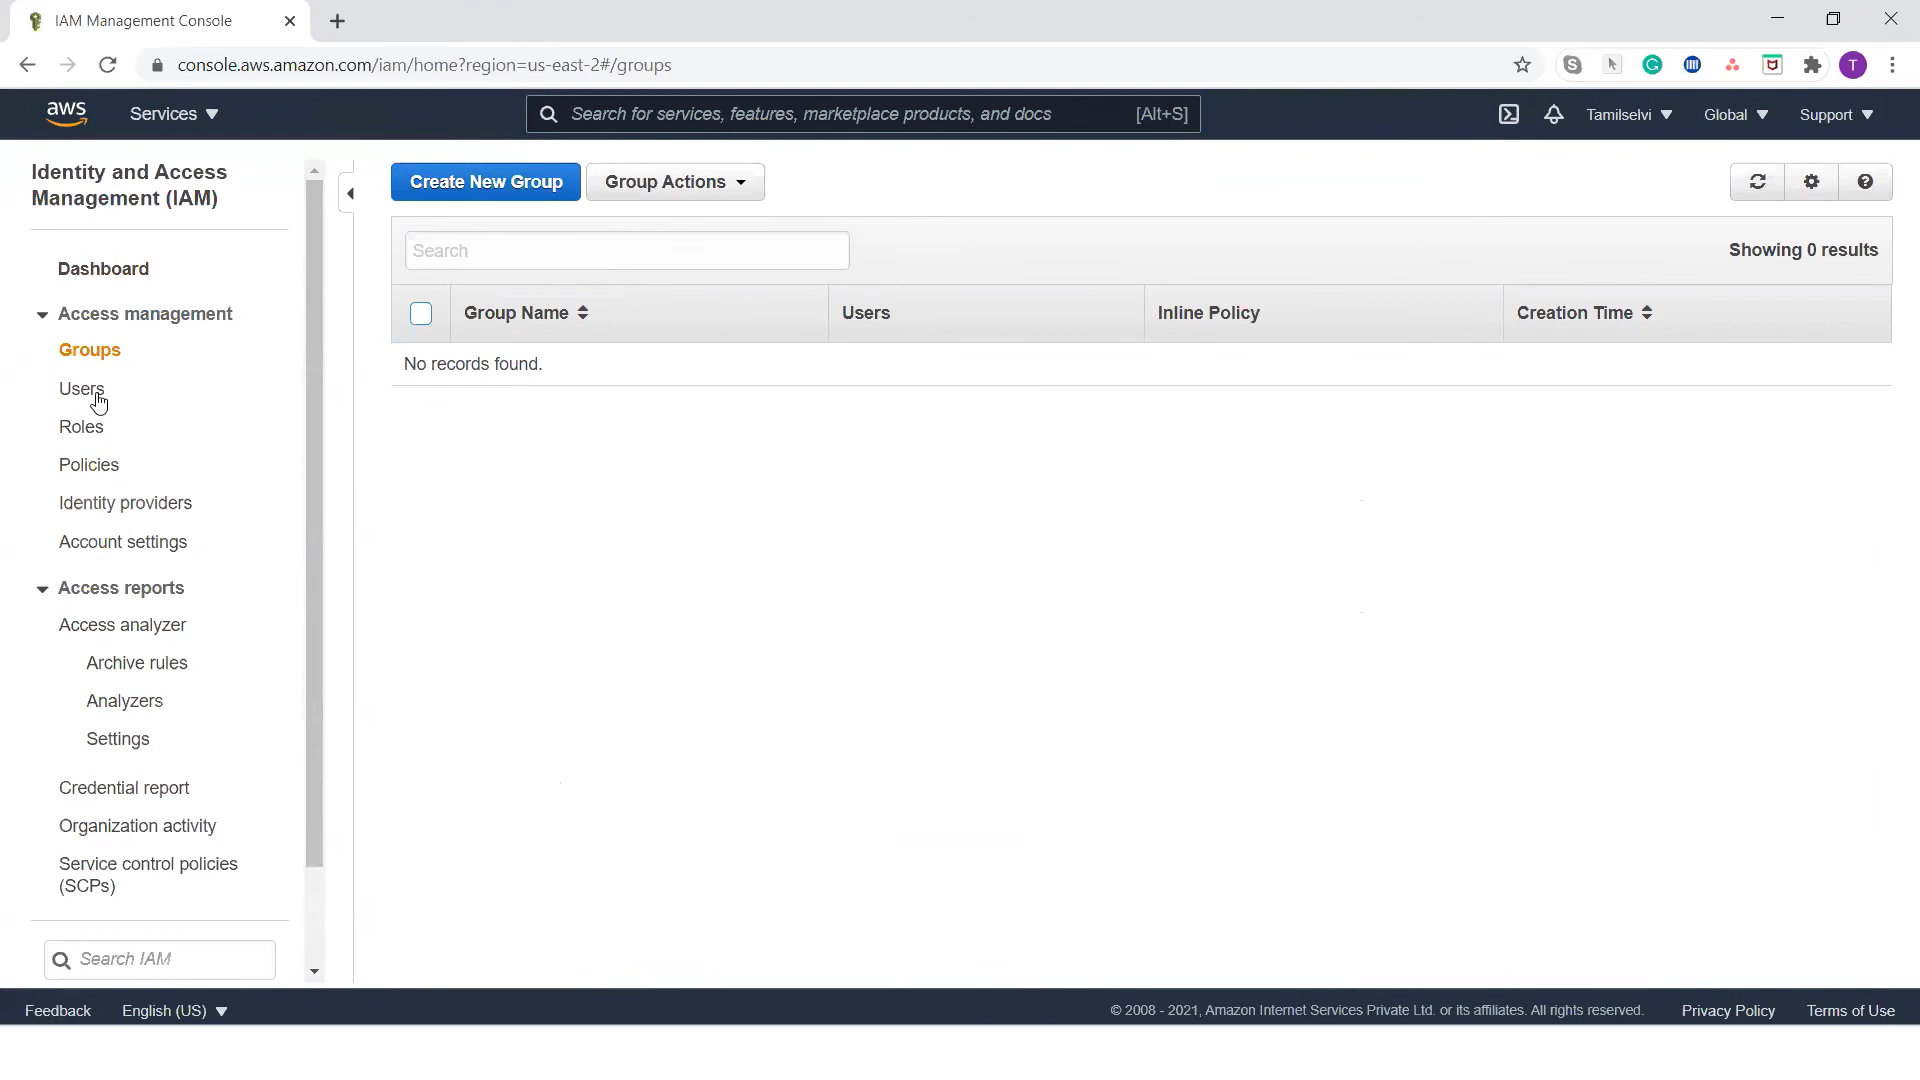 IAM Management Console
console.aws.amazon.com/iam/home?region=us-east-2#/groups
T
aws
Services
Search for services, features, marketplace products, and docs
[Alt+S]
Tamilselvi
Global
Support
Identity and Access
Management (IAM)
Dashboard
Access management
Groups
Users
Roles
Policies
Identity providers
Account settings
Access reports
Access analyzer
Archive rules
Analyzers
Settings
Credential report
Organization activity
Service control policies
(SCPs)
Search IAM
Create New Group
Group Actions
Search
Showing 0 results
Group Name
Users
Inline Policy
Creation Time
No records found.
Feedback
English (US)
© 2008 - 2021, Amazon Internet Services Private Ltd. or its affiliates. All rights reserved.
Privacy Policy
Terms of Use